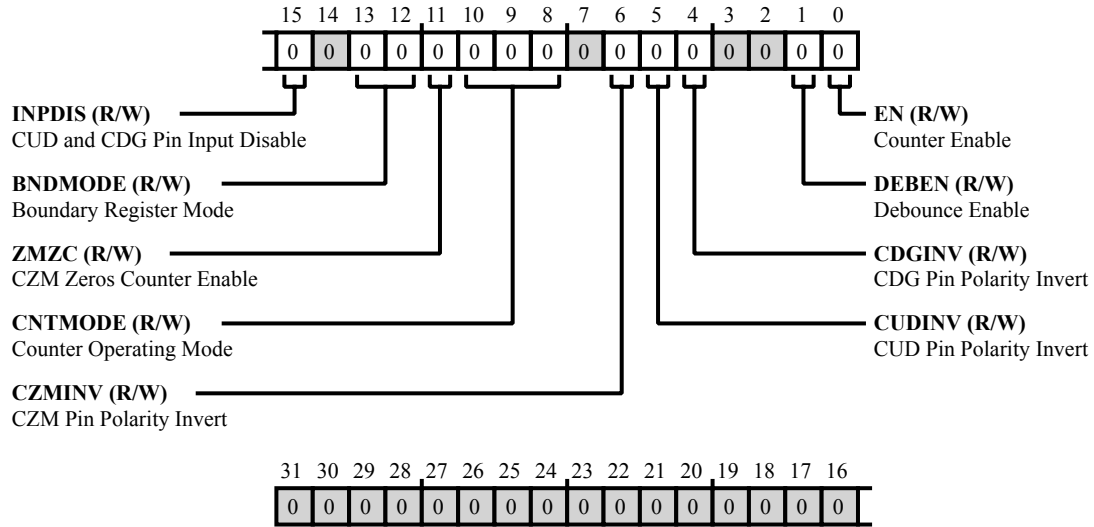 15 14 13 12 11 10 9 8 7 6 5 4 3 2 1 0
0 0 0 0 0 0 0 0 0 0 0 0 0 0 0 0
INPDIS (R/W)
CUD and CDG Pin Input Disable
BNDMODE (R/W)
Boundary Register Mode
ZMZC (R/W)
CZM Zeros Counter Enable
CNTMODE (R/W)
Counter Operating Mode
CZMINV (R/W)
CZM Pin Polarity Invert
EN (R/W)
Counter Enable
DEBEN (R/W)
Debounce Enable
CDGINV (R/W)
CDG Pin Polarity Invert
CUDINV (R/W)
CUD Pin Polarity Invert
31 30 29 28 27 26 25 24 23 22 21 20 19 18 17 16
0 0 0 0 0 0 0 0 0 0 0 0 0 0 0 0